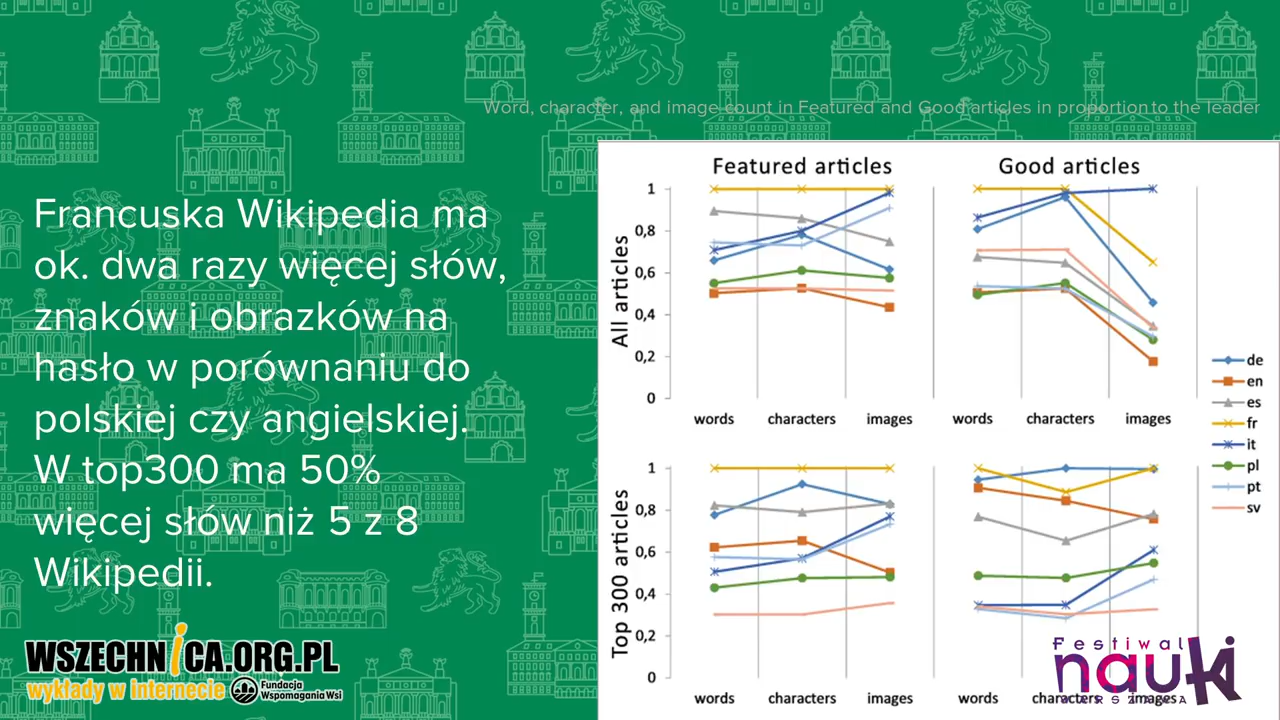 Word, character, and image count in Featured and Good articles in proportion to the leader
Francuska Wikipedia ma
ok. dwa razy więcej słów,
znaków i obrazków na
hasło w porównaniu do
polskiej czy angielskiej.
W top300 ma 50%
więcej słów niż 5 z 8
Wikipedii.
Featured articles
Good articles
All articles
1
0,8
0,6
0,4
0,2
0
words characters images
words characters images
Top 300 articles
1
0,8
0,6
0,4
0,2
0
words characters images
words characters images
de
en
es
fr
it
pl
pt
sv
WSZECHNICA.ORG.PL
wykłady w internecie
Fundacja
Wspomagania Wsi
Festiwal
nauki
WARSZAWA